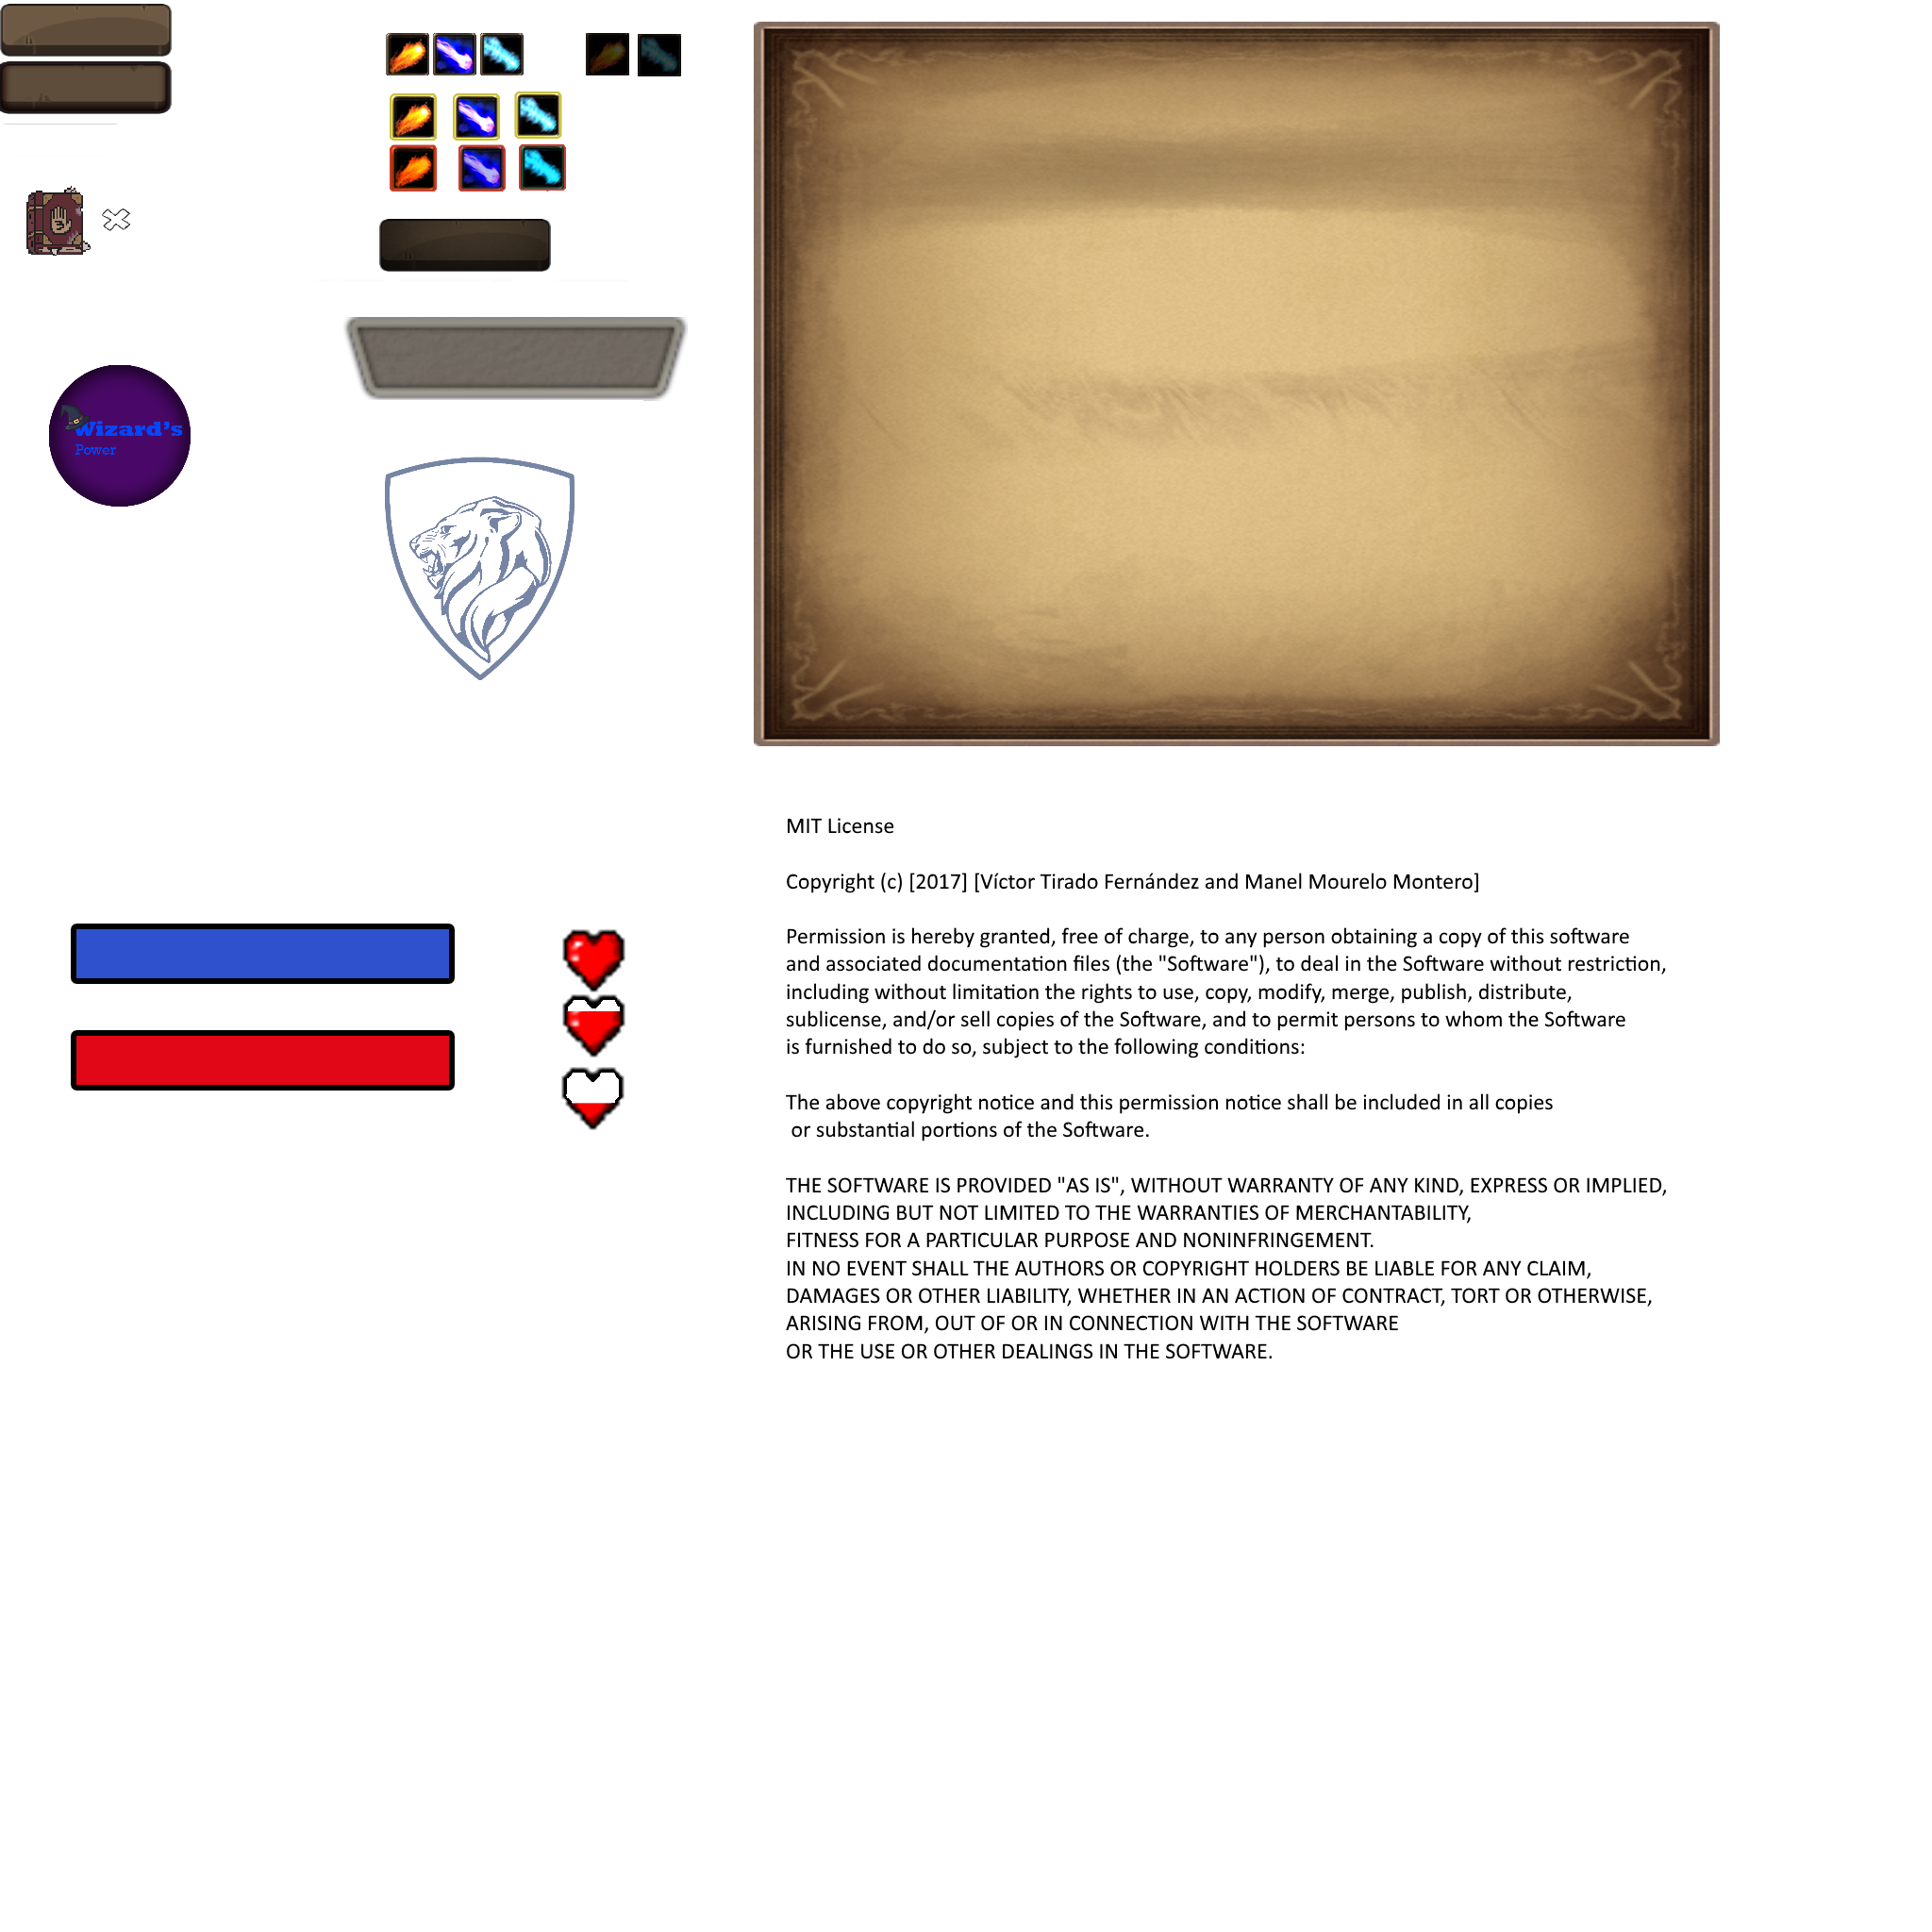 Wizard's
Power
MIT License
Copyright (c) [2017] [Víctor Tirado Fernández and Manel Mourelo Montero]
Permission is hereby granted, free of charge, to any person obtaining a copy of this software
and associated documentation files (the "Software"), to deal in the Software without restriction,
including without limitation the rights to use, copy, modify, merge, publish, distribute,
sublicense, and/or sell copies of the Software, and to permit persons to whom the Software
is furnished to do so, subject to the following conditions:
The above copyright notice and this permission notice shall be included in all copies
or substantial portions of the Software.
THE SOFTWARE IS PROVIDED "AS IS", WITHOUT WARRANTY OF ANY KIND, EXPRESS OR IMPLIED,
INCLUDING BUT NOT LIMITED TO THE WARRANTIES OF MERCHANTABILITY,
FITNESS FOR A PARTICULAR PURPOSE AND NONINFRINGEMENT.
IN NO EVENT SHALL THE AUTHORS OR COPYRIGHT HOLDERS BE LIABLE FOR ANY CLAIM,
DAMAGES OR OTHER LIABILITY, WHETHER IN AN ACTION OF CONTRACT, TORT OR OTHERWISE,
ARISING FROM, OUT OF OR IN CONNECTION WITH THE SOFTWARE
OR THE USE OR OTHER DEALINGS IN THE SOFTWARE.